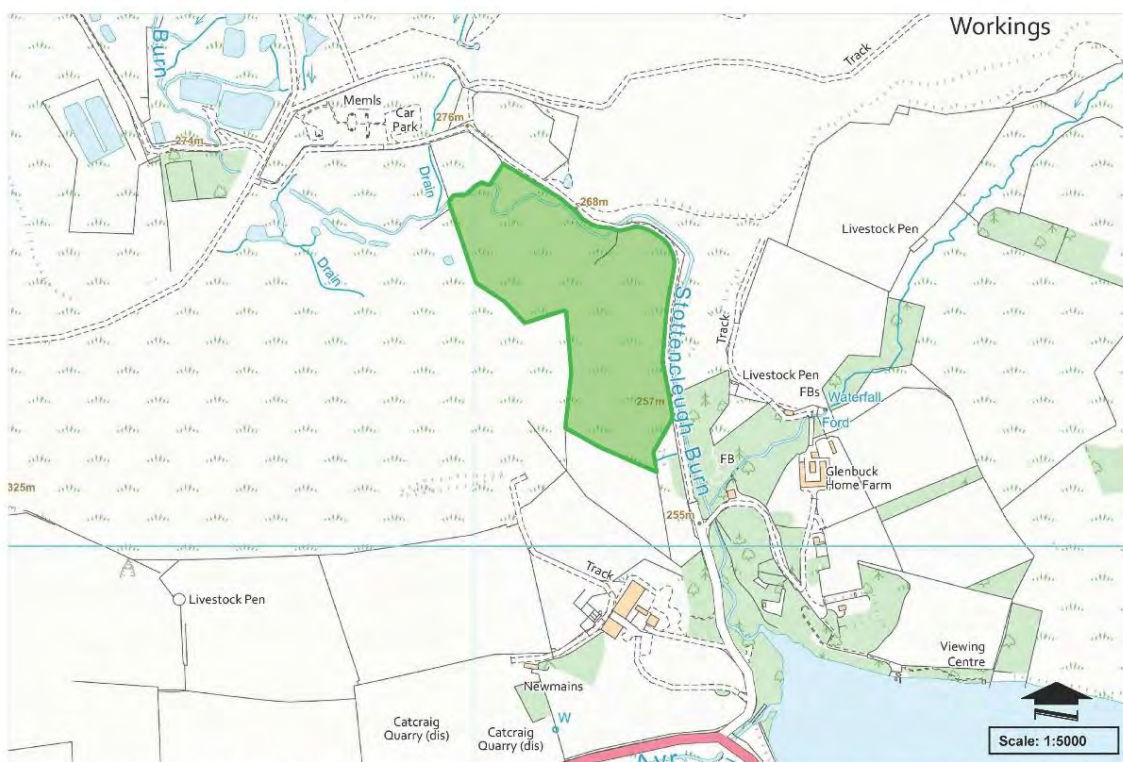 Workings
Burn
Track
Memls
Car
Park
276m
274m
Drain
268m
Livestock Pen
Drain
Stottencleugh Burn
Track
Livestock Pen
FBs
Waterfall
Ford
257m
FB
Glenbuck
Home Farm
325m
255m
Track
Livestock Pen
Viewing
Centre
Newmains
W
Catcraig
Quarry (dis)
Catcraig
Quarry (dis)
Scale: 1:5000
Ayr